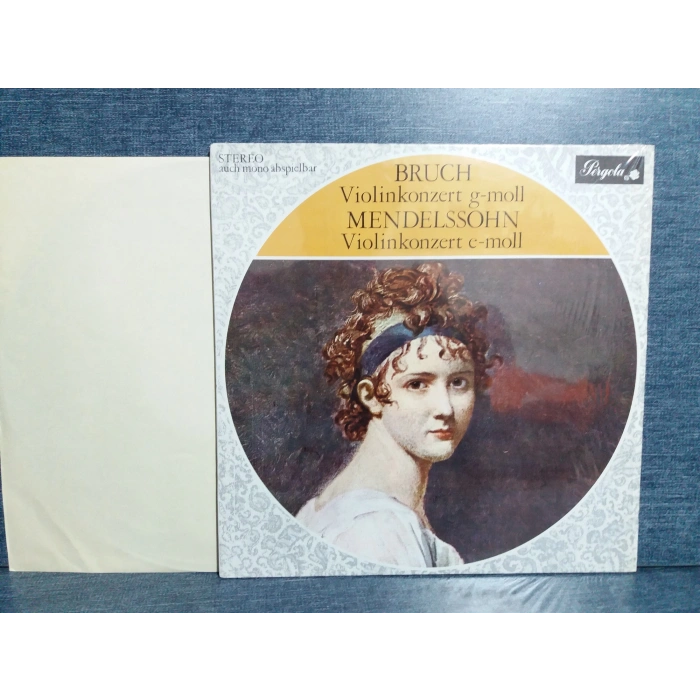 STEREO
auch mono abspielbar
BRUCH
Violinkonzert g-moll
MENDELSSOHN
Violinkonzert e-moll
Pergola